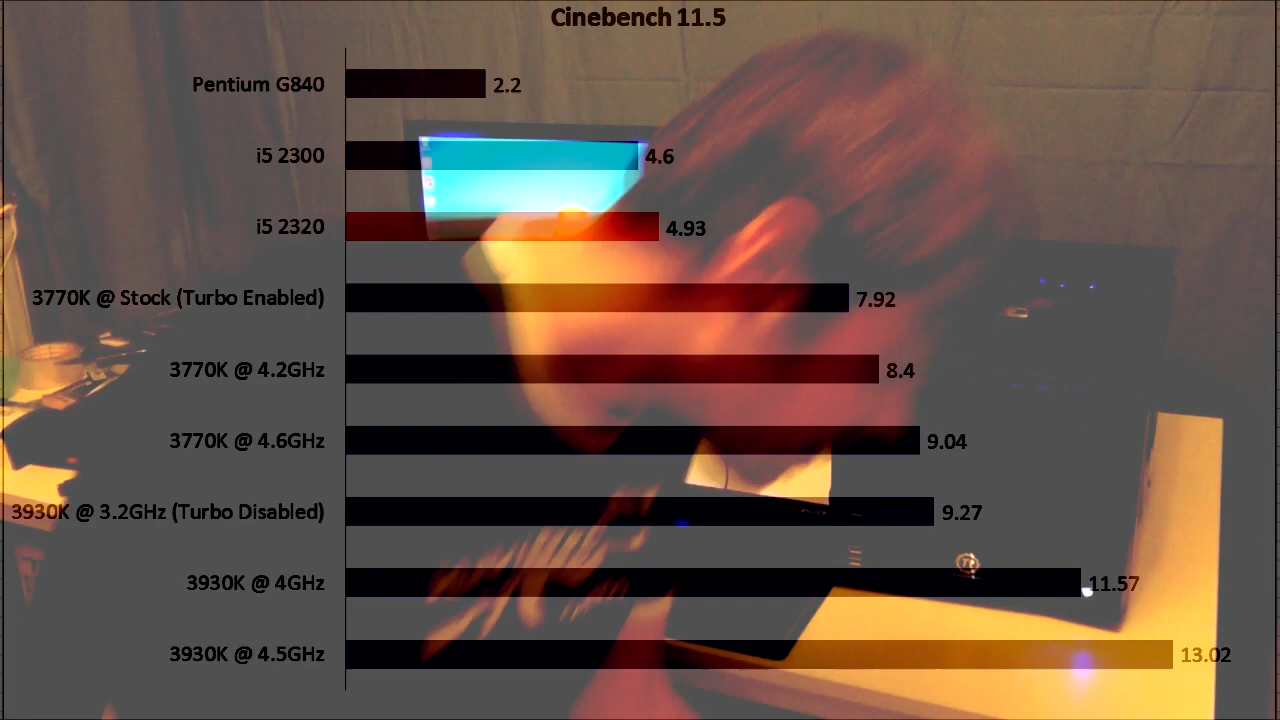 Cinebench 11.5
Pentium G840 2.2
i5 2300 4.6
i5 2320 4.93
3770K @ Stock (Turbo Enabled) 7.92
3770K @ 4.2GHz 8.4
3770K @ 4.6GHz 9.04
3930K @ 3.2GHz (Turbo Disabled) 9.27
3930K @ 4GHz 11.57
3930K @ 4.5GHz 13.02